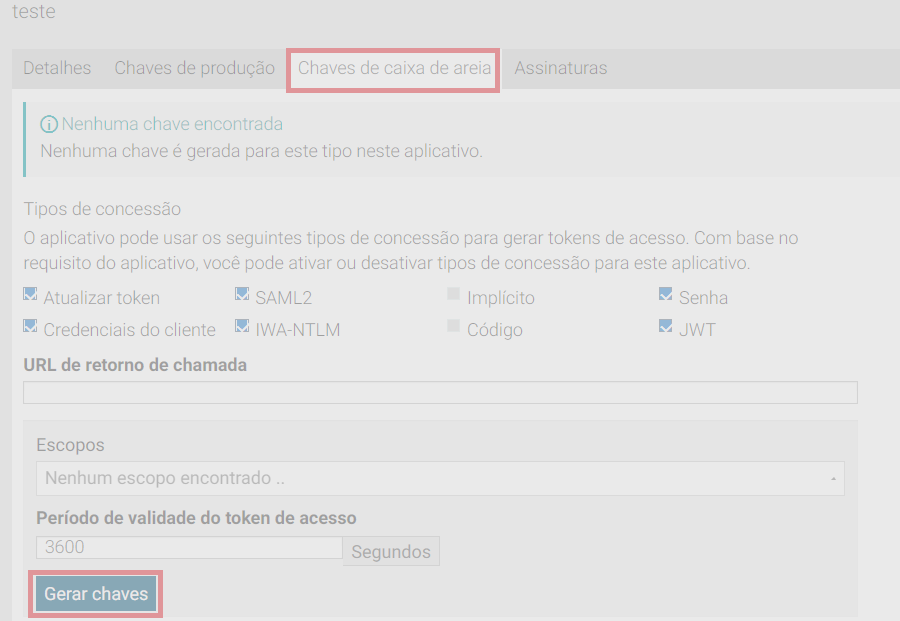 teste
Detalhes Chaves de produção Chaves de caixa de areia Assinaturas
Nenhuma chave encontrada
Nenhuma chave é gerada para este tipo neste aplicativo.
Tipos de concessão
O aplicativo pode usar os seguintes tipos de concessão para gerar tokens de acesso. Com base no
requisito do aplicativo, você pode ativar ou desativar tipos de concessão para este aplicativo.
Atualizar token SAML2 Implícito Senha
Credenciais do cliente IWA-NTLM Código JWT
URL de retorno de chamada
Escopos
Nenhum escopo encontrado ..
Período de validade do token de acesso
3600 Segundos
Gerar chaves